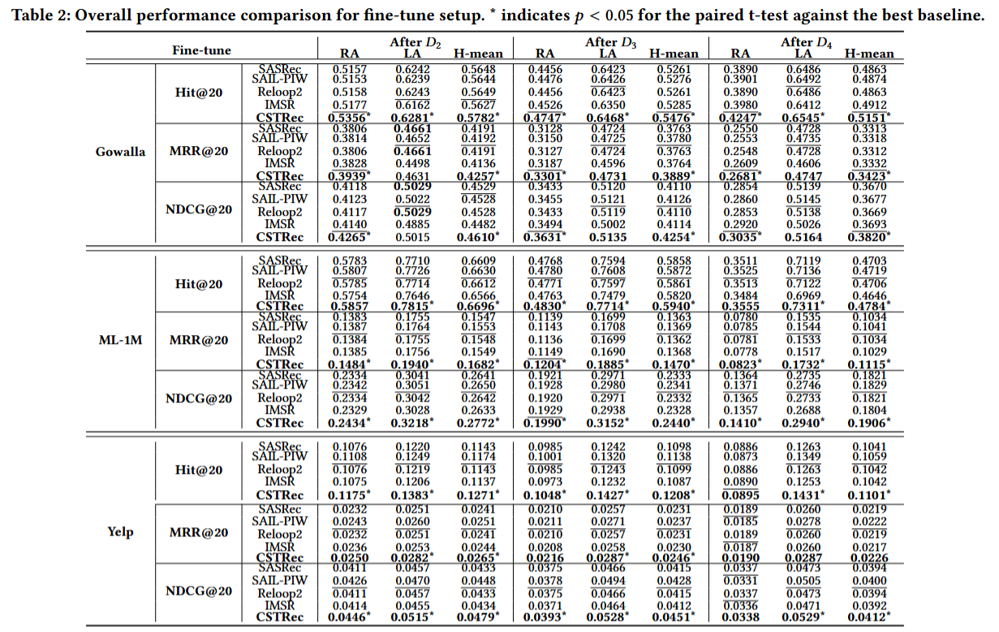 Table 2: Overall performance comparison for fine-tune setup. * indicates p < 0.05 for the paired t-test against the best baseline.
Fine-tune After D2 After D3 After D4
RA LA H-mean RA LA H-mean RA LA H-mean
Gowalla
Hit@20
SASRec 0.5157 0.6242 0.5648 0.4456 0.6423 0.5261 0.3890 0.6486 0.4863
SAIL-PIW 0.5153 0.6239 0.5644 0.4476 0.6426 0.5276 0.3901 0.6492 0.4874
Reloop2 0.5158 0.6243 0.5649 0.4456 0.6423 0.5261 0.3890 0.6486 0.4863
IMSR 0.5177 0.6162 0.5627 0.4526 0.6350 0.5285 0.3980 0.6412 0.4912
CSTRec 0.5356* 0.6281* 0.5782* 0.4747* 0.6468* 0.5476* 0.4247* 0.6545* 0.5151*
MRR@20
SASRec 0.3806 0.4661 0.4191 0.3128 0.4724 0.3763 0.2550 0.4728 0.3313
SAIL-PIW 0.3814 0.4652 0.4192 0.3150 0.4725 0.3780 0.2553 0.4735 0.3318
Reloop2 0.3806 0.4661 0.4191 0.3127 0.4724 0.3763 0.2548 0.4728 0.3312
IMSR 0.3828 0.4498 0.4136 0.3187 0.4596 0.3764 0.2609 0.4606 0.3332
CSTRec 0.3939* 0.4631 0.4257* 0.3301* 0.4731 0.3889* 0.2681* 0.4747 0.3423*
NDCG@20
SASRec 0.4118 0.5029 0.4529 0.3433 0.5120 0.4110 0.2854 0.5139 0.3670
SAIL-PIW 0.4123 0.5022 0.4528 0.3455 0.5121 0.4126 0.2860 0.5145 0.3677
Reloop2 0.4117 0.5029 0.4528 0.3433 0.5119 0.4110 0.2853 0.5138 0.3669
IMSR 0.4140 0.4885 0.4482 0.3494 0.5002 0.4114 0.2920 0.5026 0.3693
CSTRec 0.4265* 0.5015 0.4610* 0.3631* 0.5135 0.4254* 0.3035* 0.5164 0.3820*
ML-1M
Hit@20
SASRec 0.5783 0.7710 0.6609 0.4768 0.7594 0.5858 0.3511 0.7119 0.4703
SAIL-PIW 0.5807 0.7726 0.6630 0.4780 0.7608 0.5872 0.3525 0.7136 0.4719
Reloop2 0.5785 0.7714 0.6612 0.4771 0.7597 0.5861 0.3513 0.7122 0.4706
IMSR 0.5754 0.7646 0.6566 0.4763 0.7479 0.5820 0.3484 0.6969 0.4646
CSTRec 0.5857 0.7815* 0.6696* 0.4830* 0.7714* 0.5940* 0.3555 0.7311* 0.4784*
MRR@20
SASRec 0.1383 0.1755 0.1547 0.1139 0.1699 0.1363 0.0780 0.1535 0.1034
SAIL-PIW 0.1387 0.1764 0.1553 0.1143 0.1708 0.1369 0.0785 0.1544 0.1041
Reloop2 0.1384 0.1755 0.1548 0.1136 0.1699 0.1362 0.0781 0.1533 0.1034
IMSR 0.1385 0.1756 0.1549 0.1149 0.1690 0.1368 0.0778 0.1517 0.1029
CSTRec 0.1484* 0.1940* 0.1682* 0.1204* 0.1885* 0.1470* 0.0823* 0.1732* 0.1115*
NDCG@20
SASRec 0.2334 0.3041 0.2641 0.1921 0.2971 0.2333 0.1364 0.2735 0.1821
SAIL-PIW 0.2342 0.3051 0.2650 0.1928 0.2980 0.2341 0.1371 0.2746 0.1829
Reloop2 0.2334 0.3042 0.2642 0.1920 0.2971 0.2332 0.1365 0.2733 0.1821
IMSR 0.2329 0.3028 0.2633 0.1929 0.2938 0.2328 0.1357 0.2688 0.1804
CSTRec 0.2434* 0.3218* 0.2772* 0.1990* 0.3152* 0.2440* 0.1410* 0.2940* 0.1906*
Yelp
Hit@20
SASRec 0.1076 0.1220 0.1143 0.0985 0.1242 0.1098 0.0886 0.1263 0.1041
SAIL-PIW 0.1108 0.1249 0.1174 0.1001 0.1320 0.1138 0.0873 0.1349 0.1059
Reloop2 0.1076 0.1219 0.1143 0.0985 0.1243 0.1099 0.0886 0.1263 0.1042
IMSR 0.1075 0.1206 0.1137 0.0973 0.1232 0.1087 0.0890 0.1253 0.1042
CSTRec 0.1175* 0.1383* 0.1271* 0.1048* 0.1427* 0.1208* 0.0895 0.1431* 0.1101*
MRR@20
SASRec 0.0232 0.0251 0.0241 0.0210 0.0257 0.0231 0.0189 0.0260 0.0219
SAIL-PIW 0.0243 0.0260 0.0251 0.0211 0.0271 0.0237 0.0185 0.0278 0.0222
Reloop2 0.0232 0.0251 0.0241 0.0210 0.0257 0.0231 0.0189 0.0260 0.0219
IMSR 0.0236 0.0253 0.0244 0.0208 0.0258 0.0230 0.0187 0.0260 0.0217
CSTRec 0.0250 0.0282* 0.0265* 0.0216 0.0287* 0.0246* 0.0190 0.0287 0.0226
NDCG@20
SASRec 0.0411 0.0457 0.0433 0.0375 0.0466 0.0415 0.0337 0.0473 0.0394
SAIL-PIW 0.0426 0.0470 0.0448 0.0378 0.0494 0.0428 0.0331 0.0505 0.0400
Reloop2 0.0411 0.0457 0.0433 0.0375 0.0466 0.0415 0.0337 0.0473 0.0394
IMSR 0.0414 0.0455 0.0434 0.0371 0.0464 0.0412 0.0336 0.0471 0.0392
CSTRec 0.0446* 0.0515* 0.0479* 0.0393* 0.0528* 0.0451* 0.0338 0.0529* 0.0412*